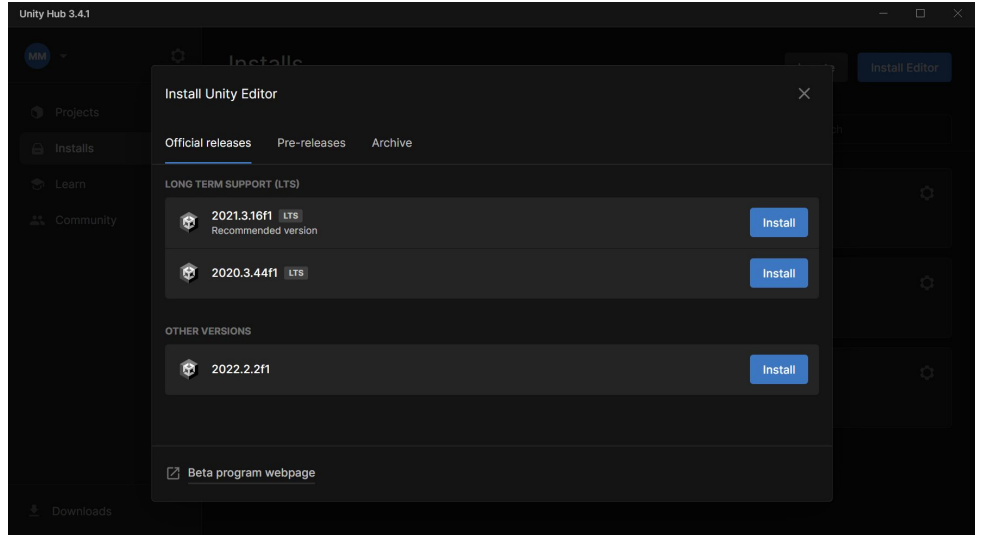 Unity Hub 3.4.1
MM
Installs
Install Editor
Projects
Installs
Learn
Community
Downloads
Install Unity Editor
Official releases Pre-releases Archive
LONG TERM SUPPORT (LTS)
2021.3.16f1 LTS
Recommended version
Install
2020.3.44f1 LTS
Install
OTHER VERSIONS
2022.2.2f1
Install
Beta program webpage